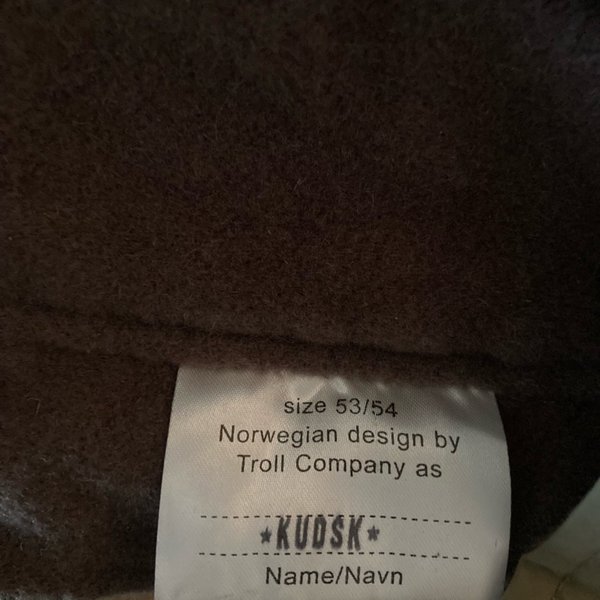 size 53/54
Norwegian design by
Troll Company as
★KUDSK★
Name/Navn